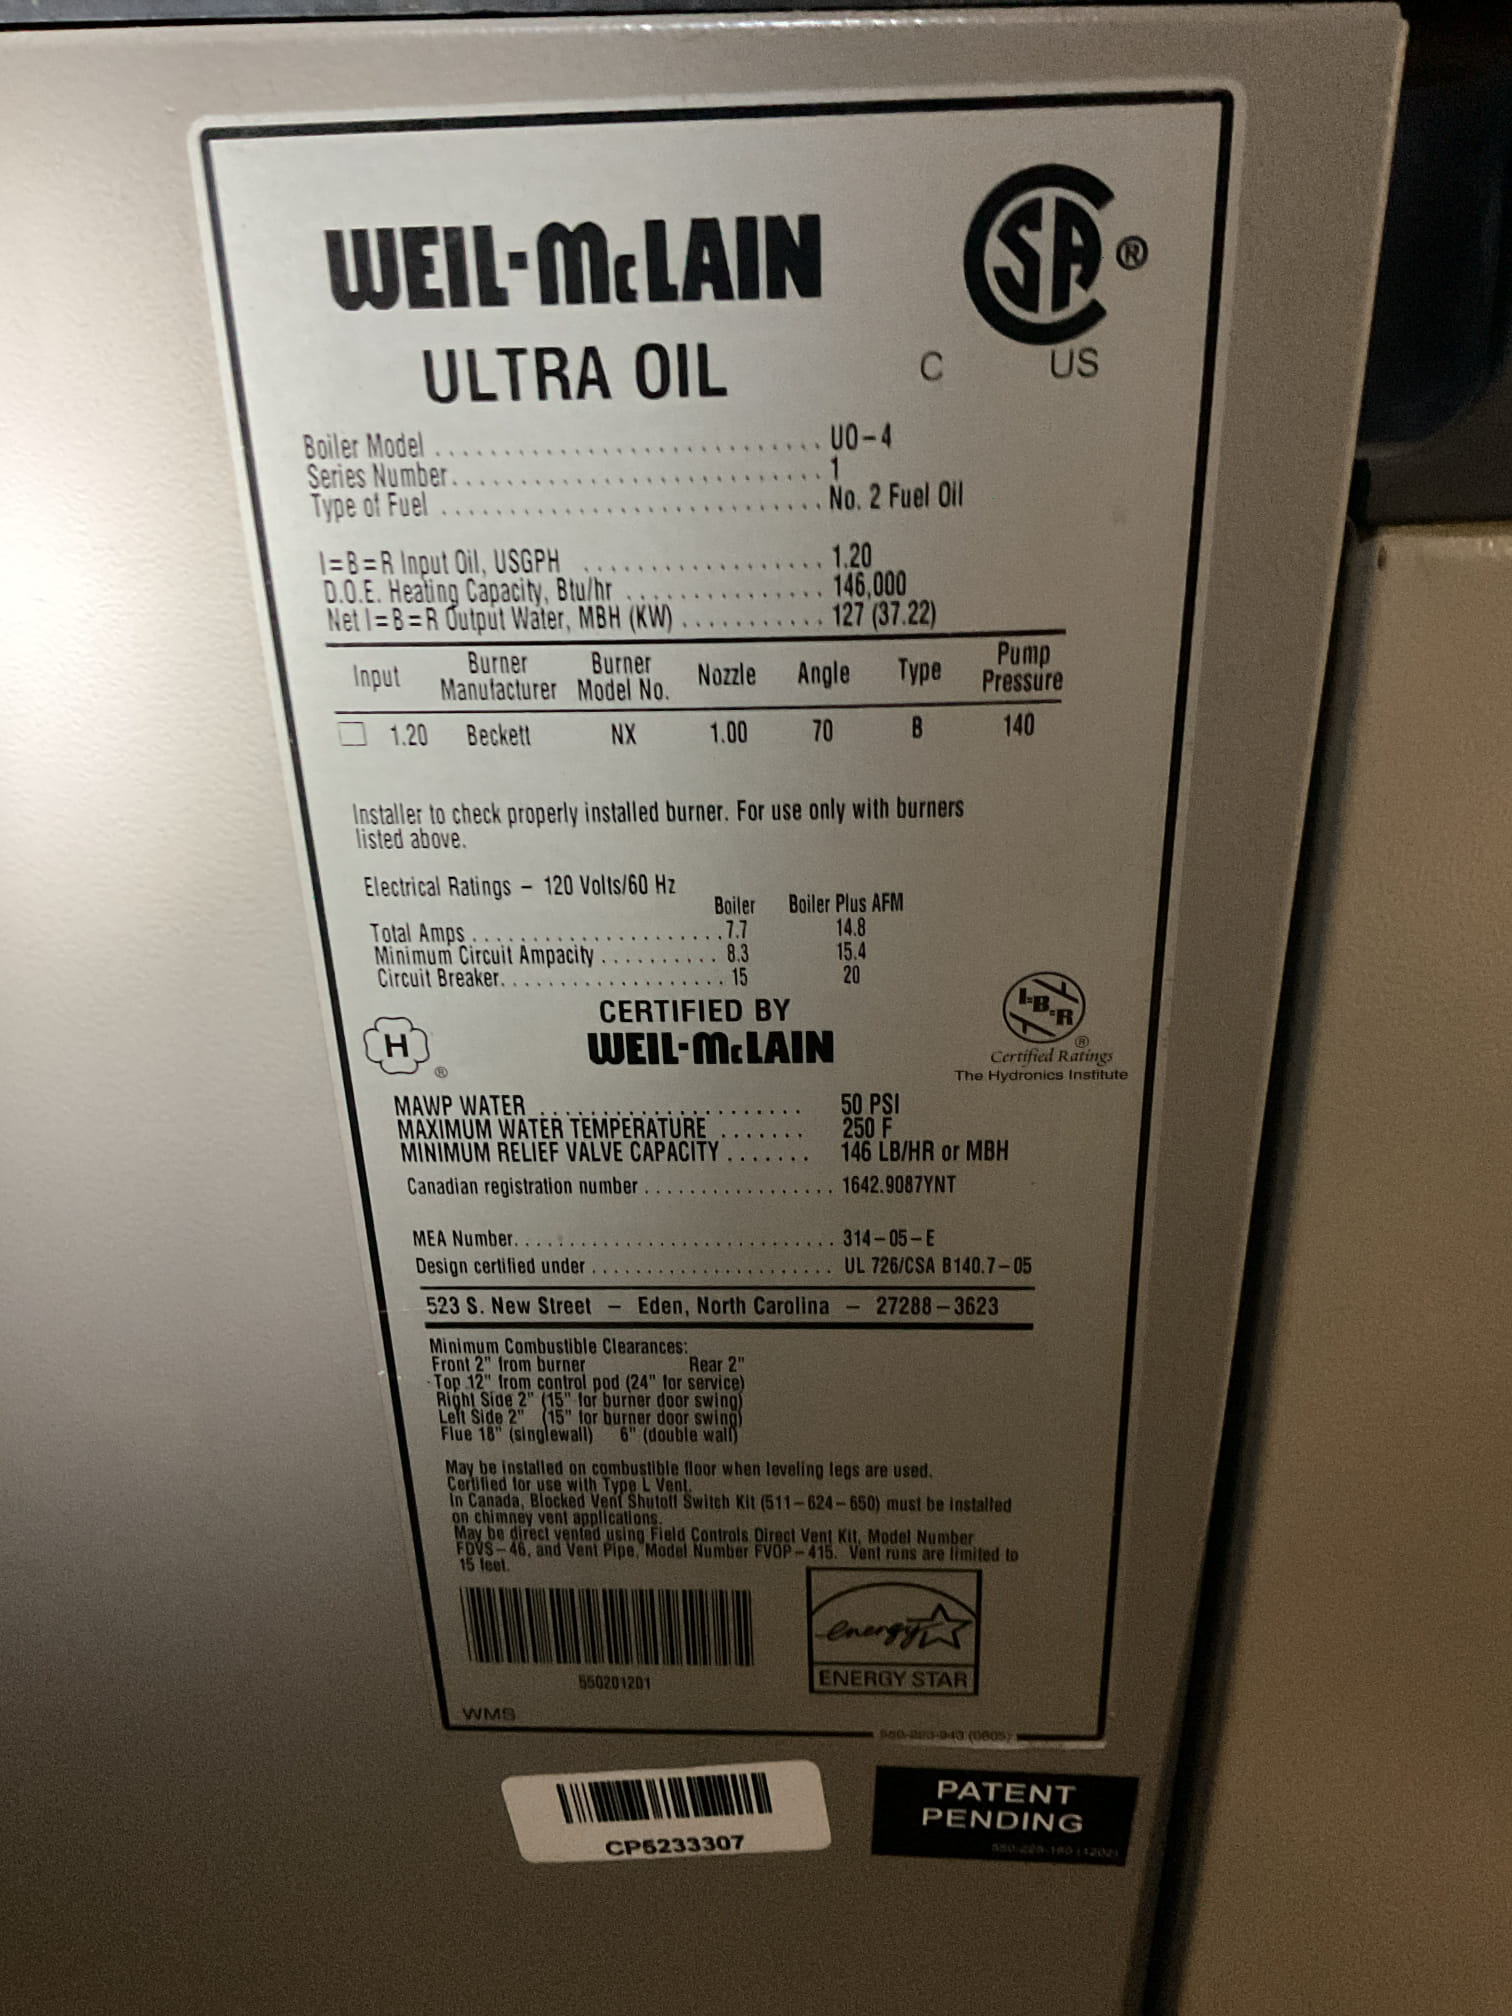 WEIL-McLAIN
ULTRA OIL
CSA ®
C US
Boiler Model .......................... UO-4
Series Number .......................... 1
Type of Fuel .......................... No. 2 Fuel Oil
I=B=R Input Oil, USGPH .................. 1.20
D.O.E. Heating Capacity, Btu/hr ............... 146,000
Net I=B=R Output Water, MBH (KW) ........... 127 (37.22)
Input Burner Manufacturer Burner Model No. Nozzle Angle Type Pump Pressure
1.20 Beckett NX 1.00 70 B 140
Installer to check properly installed burner. For use only with burners
listed above.
Electrical Ratings - 120 Volts/60 Hz
Boiler Boiler Plus AFM
Total Amps ...................... 7.7 14.8
Minimum Circuit Ampacity .......... 8.3 15.4
Circuit Breaker................... 15 20
CERTIFIED BY
WEIL-McLAIN
H ®
I=B=R ®
Certified Ratings
The Hydronics Institute
MAWP WATER ...................... 50 PSI
MAXIMUM WATER TEMPERATURE ....... 250 F
MINIMUM RELIEF VALVE CAPACITY ....... 146 LB/HR or MBH
Canadian registration number ................ 1642.9087YNT
MEA Number........................... 314-05-E
Design certified under ..................... UL 726/CSA B140.7-05
523 S. New Street - Eden, North Carolina - 27288-3623
Minimum Combustible Clearances:
Front 2" from burner Rear 2"
Top 12" from control pod (24" for service)
Right Side 2" (15" for burner door swing)
Left Side 2" (15" for burner door swing)
Flue 18" (singlewall) 6" (double wall)
May be installed on combustible floor when leveling legs are used.
Certified for use with Type L Vent.
In Canada, Blocked Vent Shutoff Switch Kit (511-624-650) must be installed
on chimney vent applications.
May be direct vented using Field Controls Direct Vent Kit, Model Number
FDVS-46, and Vent Pipe, Model Number FVOP-415. Vent runs are limited to
15 feet.
550201201
energy
ENERGY STAR
WMS
CP5233307
PATENT
PENDING